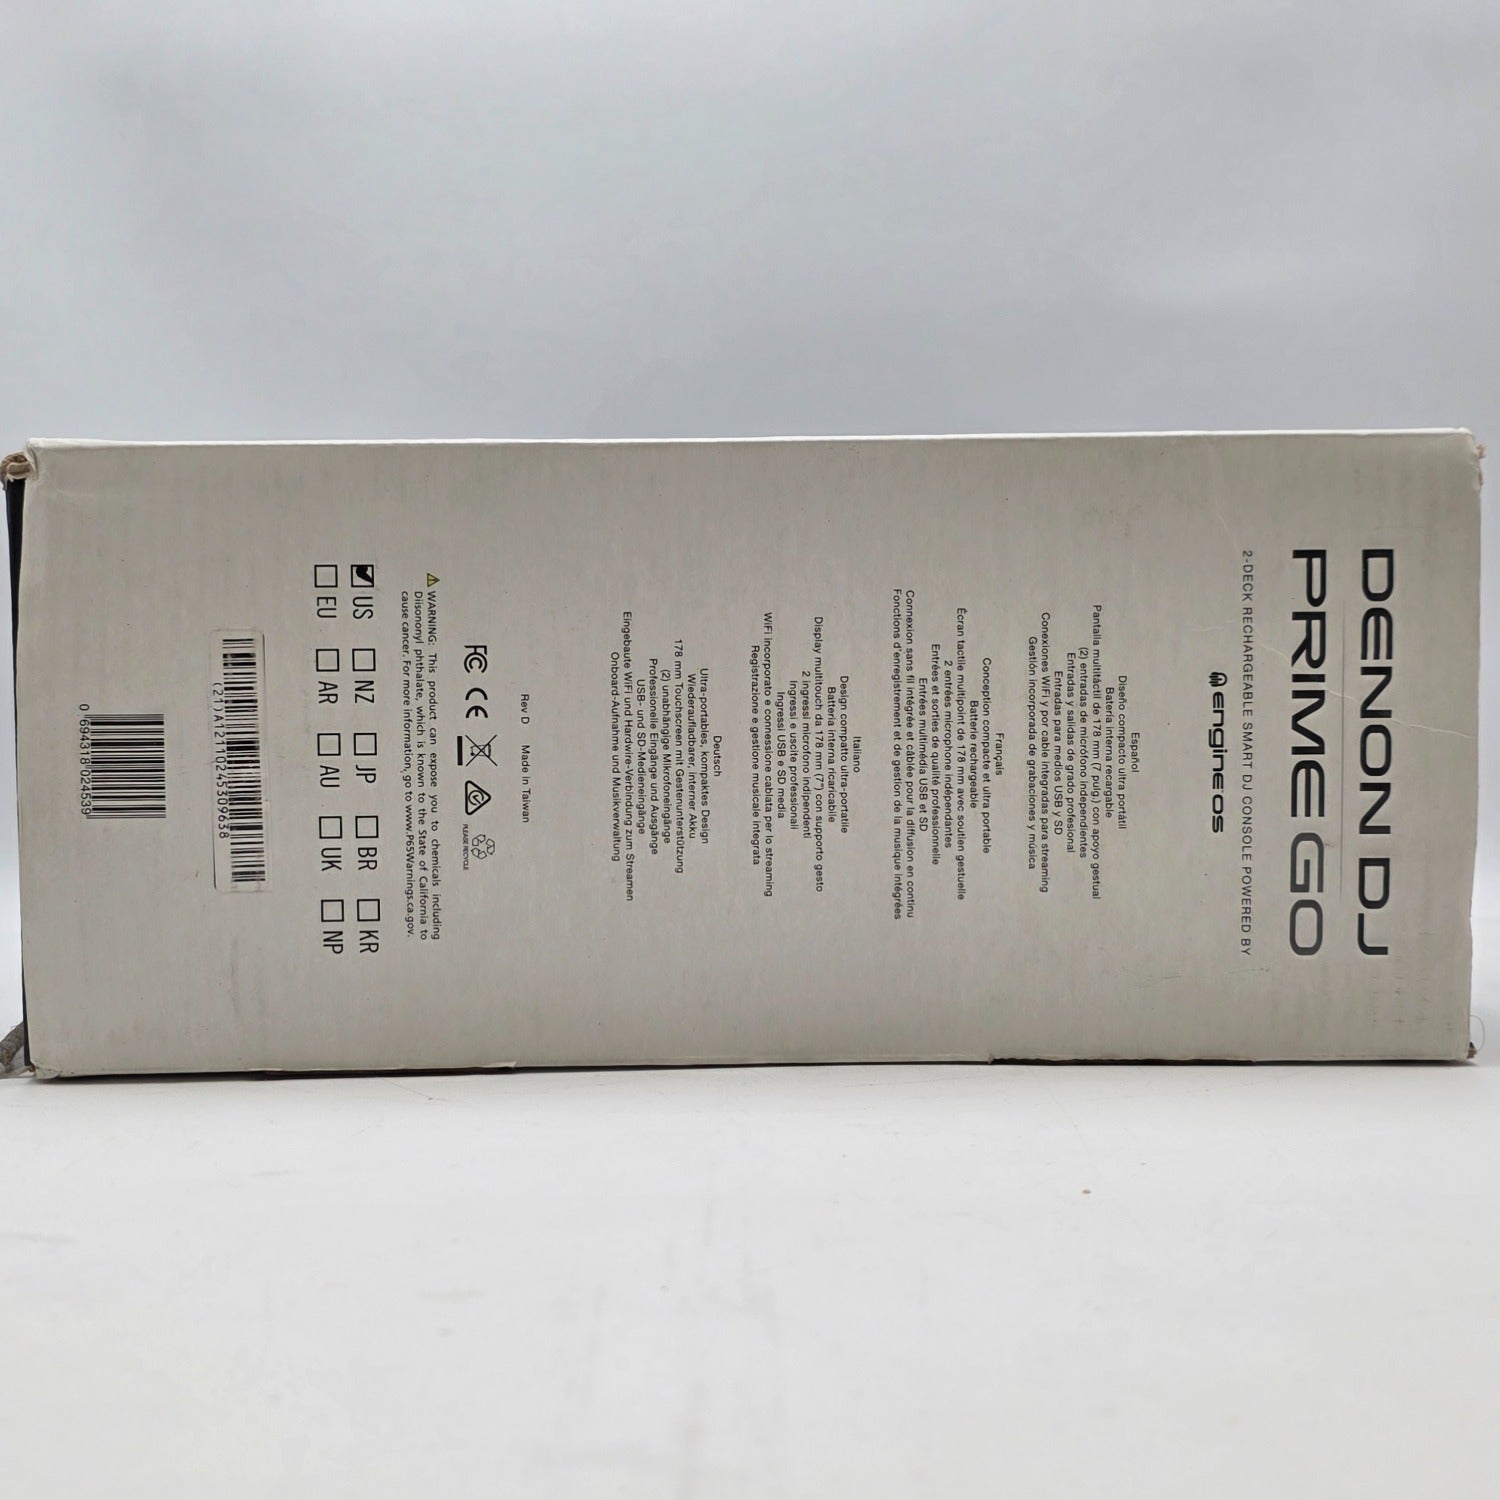 DENON DJ
PRIME GO
2-DECK RECHARGEABLE SMART DJ CONSOLE POWERED BY
engine OS
Español
Diseño compacto ultra portátil
Batería interna recargable
Pantalla multitáctil de 178 mm (7 pulg.) con apoyo gestual
(2) entradas de micrófono independientes
Entradas y salidas de grado profesional
Entradas para medios USB y SD
Conexiones WiFi y por cable integradas para streaming
Gestión incorporada de grabaciones y música
Français
Conception compacte et ultra portable
Batterie rechargeable
Écran tactile multipoint de 178 mm avec soutien gestuelle
2 entrées microphone indépendantes
Entrées et sorties de qualité professionnelle
Entrées multimédia USB et SD
Connexion sans fil intégrée et câblée pour la diffusion en continu
Fonctions d'enregistrement et de gestion de la musique intégrées
Italiano
Design compatto ultra-portatile
Batteria interna ricaricabile
Display multitouch da 178 mm (7") con supporto gesto
2 ingressi microfono indipendenti
Ingressi e uscite professionali
Ingressi USB e SD media
WiFi incorporato e connessione cablata per lo streaming
Registrazione e gestione musicale integrata
Deutsch
Ultra-portables, kompaktes Design
Wiederaufladbarer, interner Akku
178 mm Touchscreen mit Gestenunterstützung
(2) unabhängige Mikrofoneingänge
Professionelle Eingänge und Ausgänge
USB- und SD-Medieneingänge
Eingebaute WiFi und Hardwire-Verbindung zum Streamen
Onboard-Aufnahme und Musikverwaltung
Rev D Made in Taiwan
FC CE
PLEASE RECYCLE
WARNING: This product can expose you to chemicals including
Diisononyl phthalate, which is known to the State of California to
cause cancer. For more information, go to www.P65Warnings.ca.gov.
US NZ JP BR KR
EU AR AU UK NP
(21)A12110245309638
0 694318 024539